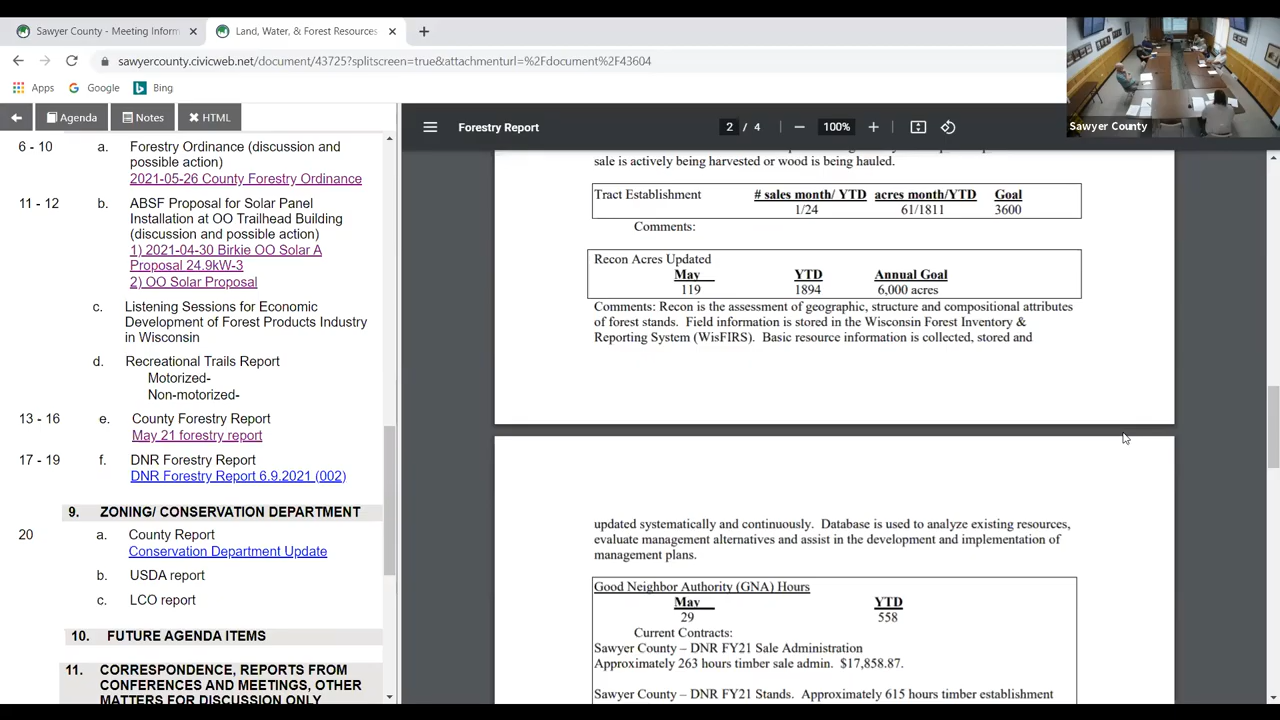 Sawyer County - Meeting Inform
Land, Water, & Forest Resources
sawyercounty.civicweb.net/document/43725?splitscreen=true&attachmenturl=%2Fdocument%2F43604
Apps Google Bing
Sawyer County
Agenda Notes HTML
6 - 10 a. Forestry Ordinance (discussion and
possible action)
2021-05-26 County Forestry Ordinance
11 - 12 b. ABSF Proposal for Solar Panel
Installation at OO Trailhead Building
(discussion and possible action)
1) 2021-04-30 Birkie OO Solar A
Proposal 24.9kW-3
2) OO Solar Proposal
c. Listening Sessions for Economic
Development of Forest Products Industry
in Wisconsin
d. Recreational Trails Report
Motorized-
Non-motorized-
13 - 16 e. County Forestry Report
May 21 forestry report
17 - 19 f. DNR Forestry Report
DNR Forestry Report 6.9.2021 (002)
9. ZONING/ CONSERVATION DEPARTMENT
20 a. County Report
Conservation Department Update
b. USDA report
c. LCO report
10. FUTURE AGENDA ITEMS
11. CORRESPONDENCE, REPORTS FROM
CONFERENCES AND MEETINGS, OTHER
MATTERS FOR DISCUSSION ONLY
Forestry Report 2 / 4 100%
sale is actively being harvested or wood is being hauled.
Tract Establishment # sales month/ YTD acres month/YTD Goal
1/24 61/1811 3600
Comments:
Recon Acres Updated
May YTD Annual Goal
119 1894 6,000 acres
Comments: Recon is the assessment of geographic, structure and compositional attributes
of forest stands. Field information is stored in the Wisconsin Forest Inventory &
Reporting System (WisFIRS). Basic resource information is collected, stored and
updated systematically and continuously. Database is used to analyze existing resources,
evaluate management alternatives and assist in the development and implementation of
management plans.
Good Neighbor Authority (GNA) Hours
May YTD
29 558
Current Contracts:
Sawyer County – DNR FY21 Sale Administration
Approximately 263 hours timber sale admin. $17,858.87.
Sawyer County – DNR FY21 Stands. Approximately 615 hours timber establishment